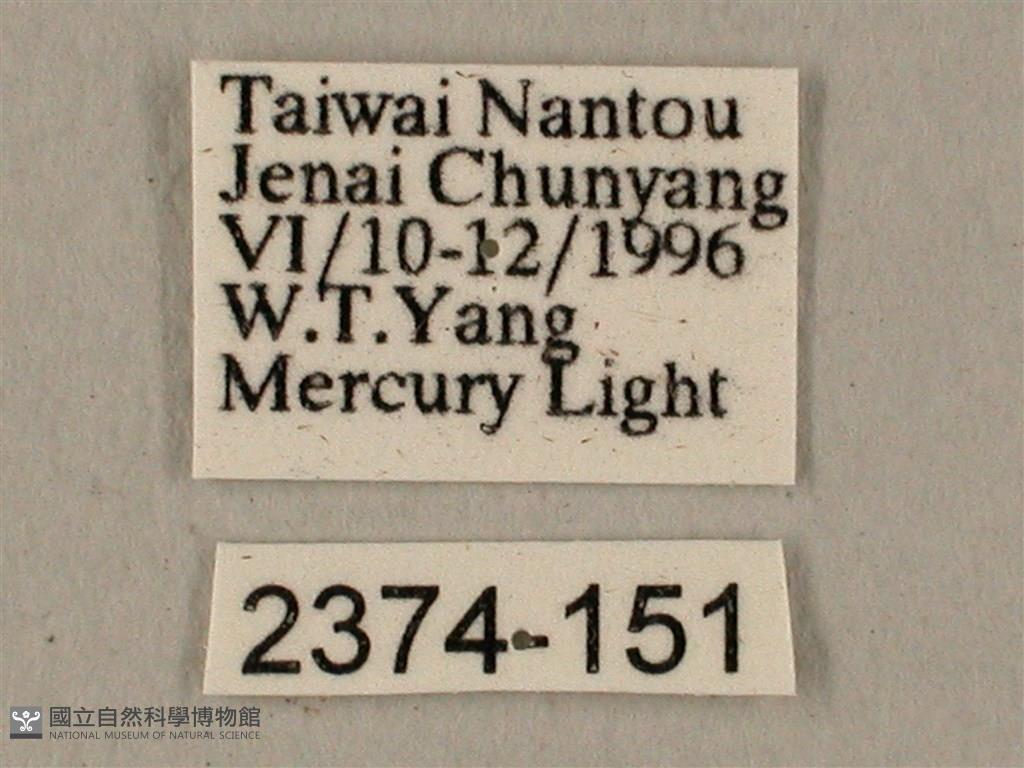 Taiwai Nantou
Jenai Chunyang
VI/10-12/1996
W.T.Yang
Mercury Light
2374-151
國立自然科學博物館
NATIONAL MUSEUM OF NATURAL SCIENCE